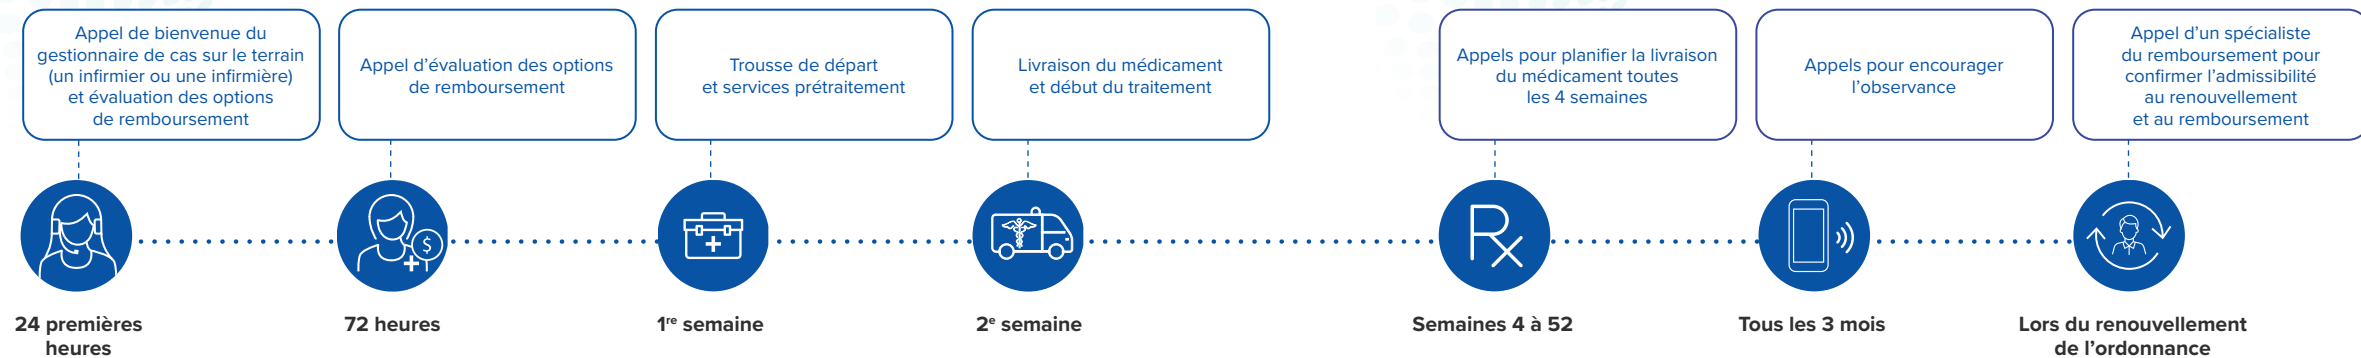 Appel de bienvenue du
gestionnaire de cas sur le terrain
(un infirmier ou une infirmière)
et évaluation des options
de remboursement
Appel d’évaluation des options
de remboursement
Trousse de départ
et services prétraitement
Livraison du médicament
et début du traitement
Appels pour planifier la livraison
du médicament toutes
les 4 semaines
Appels pour encourager
l’observance
Appel d’un spécialiste
du remboursement pour
confirmer l’admissibilité
au renouvellement
et au remboursement
$
Rx
24 premières
heures
72 heures
1re semaine
2e semaine
Semaines 4 à 52
Tous les 3 mois
Lors du renouvellement
de l’ordonnance